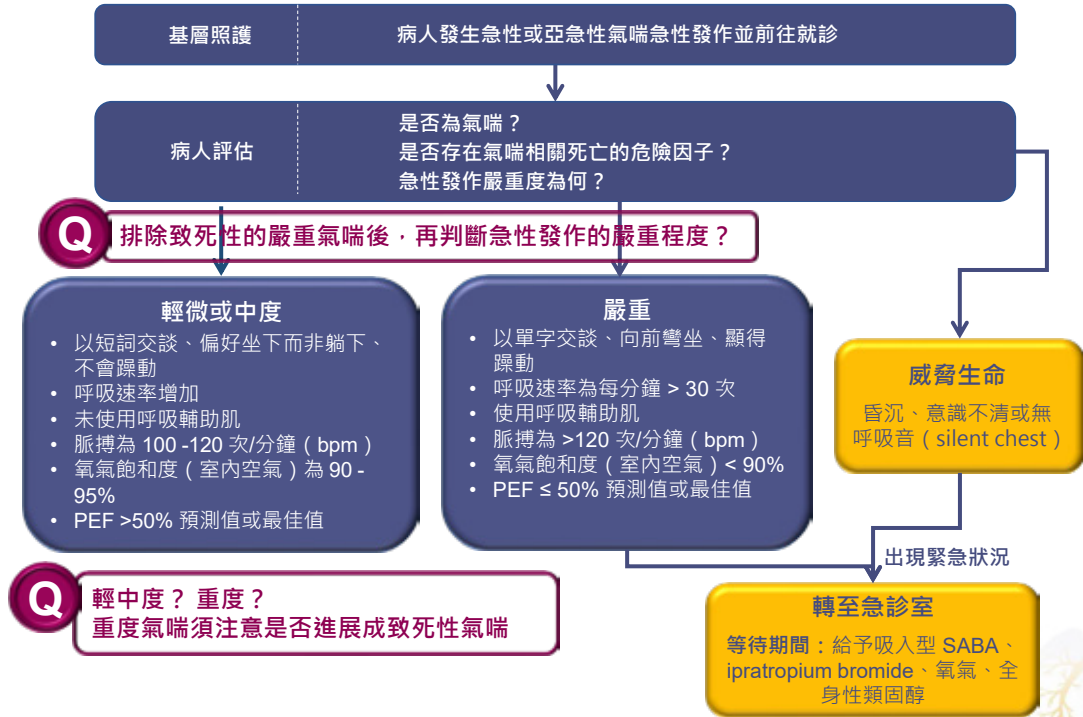 基層照護
病人發生急性或亞急性氣喘急性發作並前往就診
病人評估
是否為氣喘？
是否存在氣喘相關死亡的危險因子？
急性發作嚴重度為何？
Q
排除致死性的嚴重氣喘後，再判斷急性發作的嚴重程度？
輕微或中度
• 以短詞交談、偏好坐下而非躺下、
不會躁動
• 呼吸速率增加
• 未使用呼吸輔助肌
• 脈搏為 100 -120 次/分鐘（bpm）
• 氧氣飽和度（室內空氣）為 90 -
95%
• PEF >50% 預測值或最佳值
嚴重
• 以單字交談、向前彎坐、顯得
躁動
• 呼吸速率為每分鐘 > 30 次
• 使用呼吸輔助肌
• 脈搏為 >120 次/分鐘（bpm）
• 氧氣飽和度（室內空氣）< 90%
• PEF ≤ 50% 預測值或最佳值
威脅生命
昏沉、意識不清或無
呼吸音（silent chest）
出現緊急狀況
Q
輕中度？ 重度？
重度氣喘須注意是否進展成致死性氣喘
轉至急診室
等待期間：給予吸入型 SABA、
ipratropium bromide、氧氣、全
身性類固醇